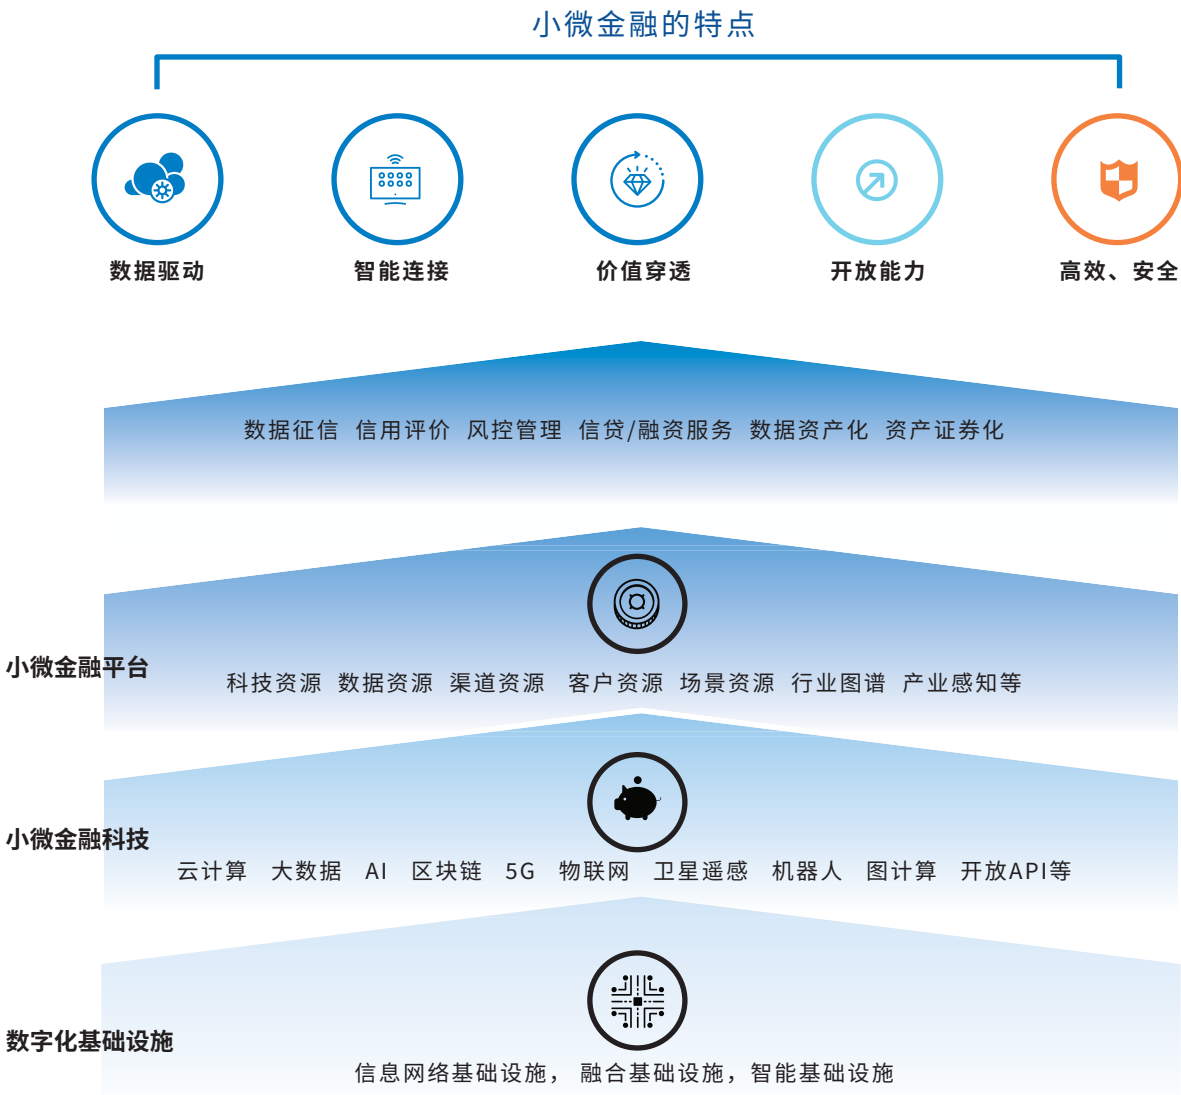 小微金融的特点
数据驱动 智能连接 价值穿透 开放能力 高效、安全
数据征信 信用评价 风控管理 信贷/融资服务 数据资产化 资产证券化
小微金融平台
科技资源 数据资源 渠道资源 客户资源 场景资源 行业图谱 产业感知等
小微金融科技
云计算 大数据 AI 区块链 5G 物联网 卫星遥感 机器人 图计算 开放API等
数字化基础设施
信息网络基础设施， 融合基础设施，智能基础设施